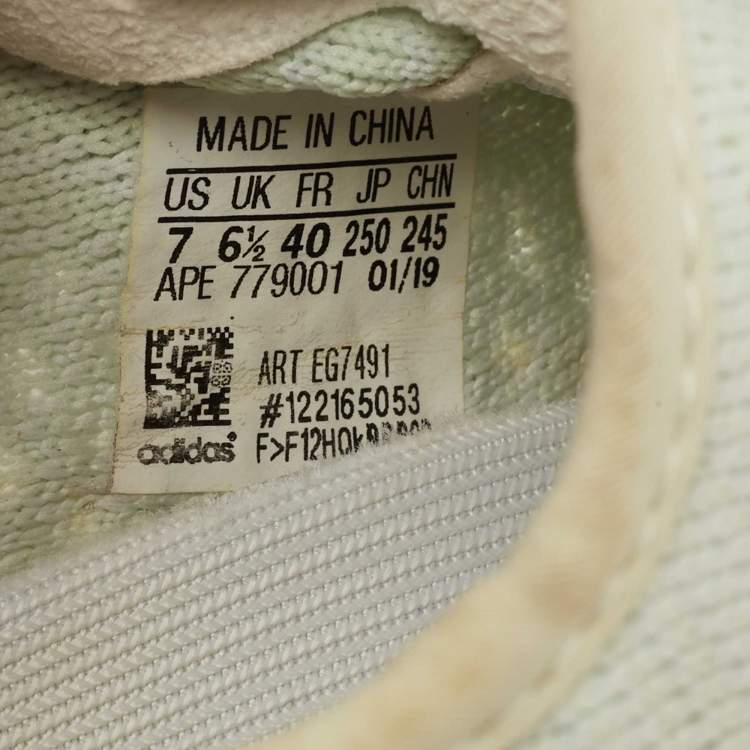 MADE IN CHINA
US UK FR JP CHN
7 6½ 40 250 245
APE 779001 01/19
ART EG7491
#122165053
adidas®